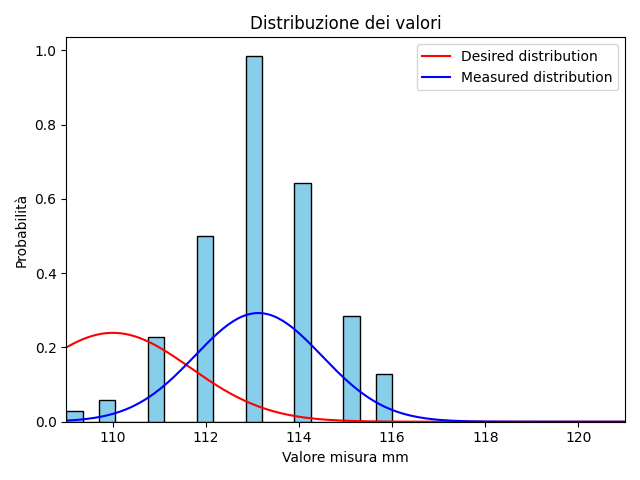 Distribuzione dei valori
Desired distribution
Measured distribution
Probabilità
1.0
0.8
0.6
0.4
0.2
0.0
110 112 114 116 118 120
Valore misura mm